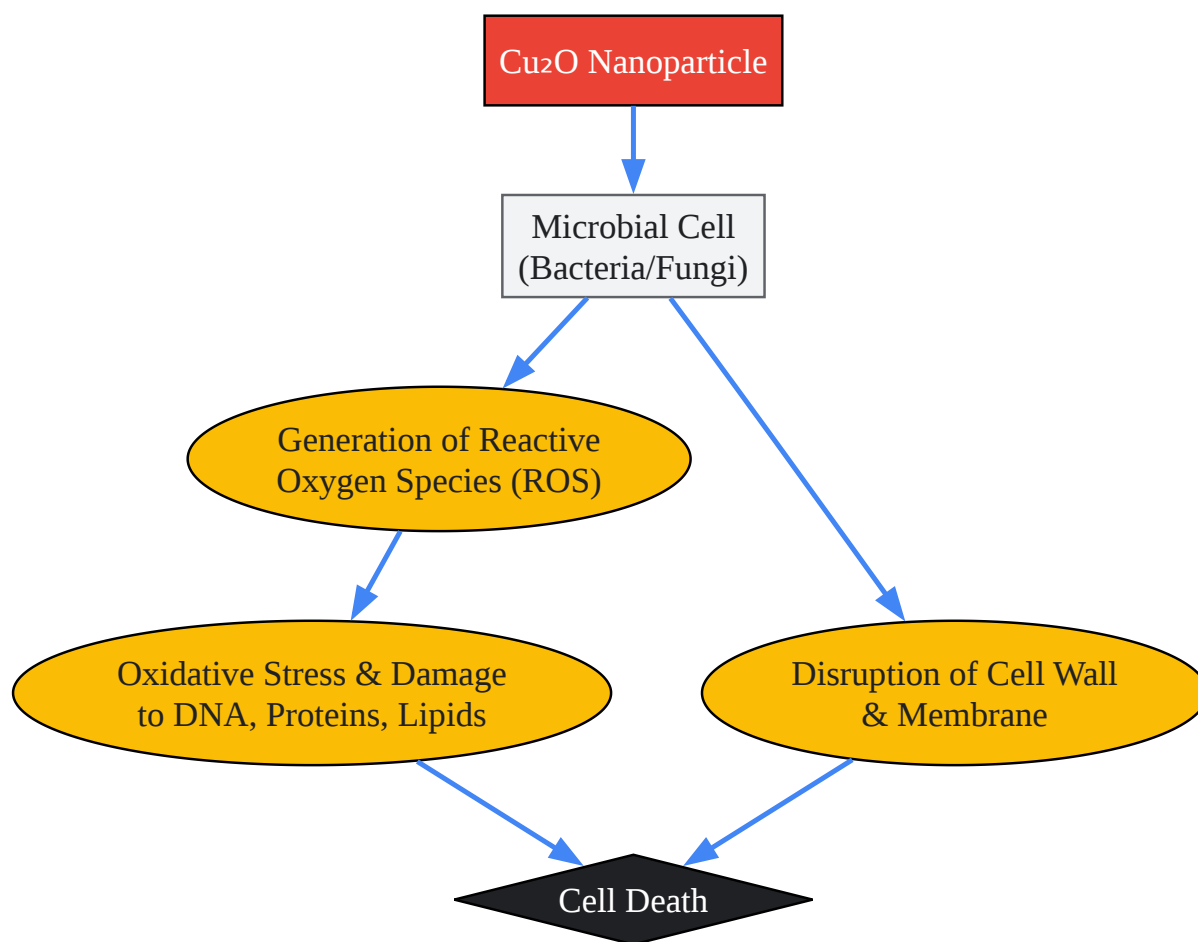 Cu₂O Nanoparticle
Microbial Cell
(Bacteria/Fungi)
Generation of Reactive
Oxygen Species (ROS)
Oxidative Stress & Damage
to DNA, Proteins, Lipids
Disruption of Cell Wall
& Membrane
Cell Death